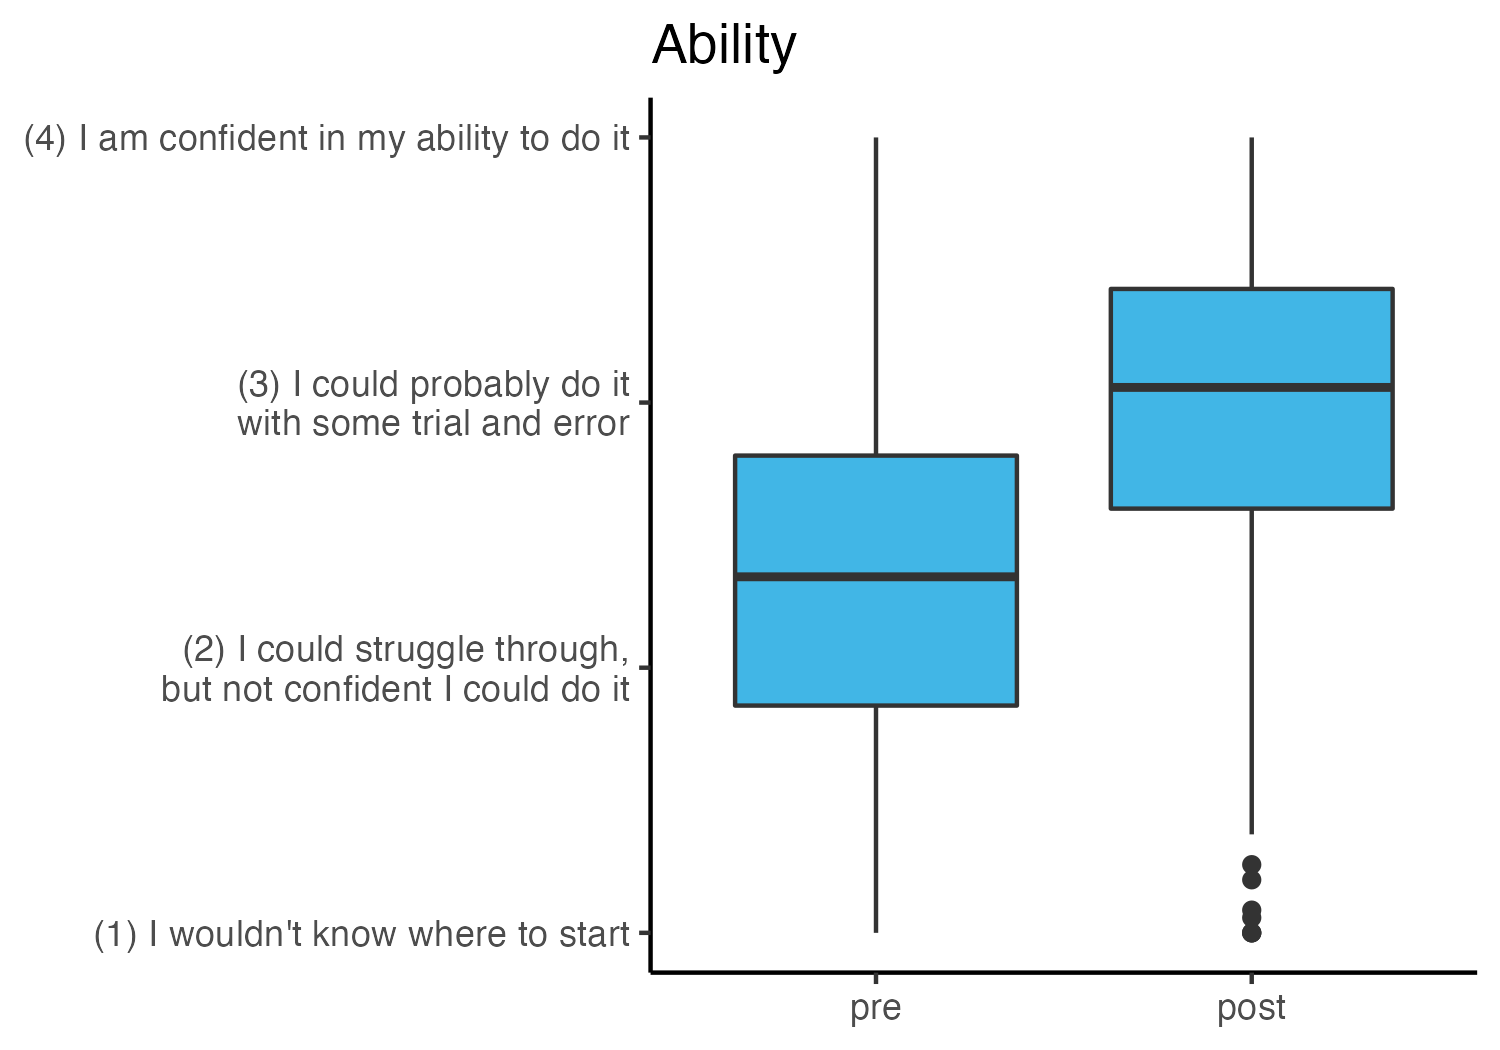 Ability
(4) I am confident in my ability to do it
(3) I could probably do it
with some trial and error
(2) I could struggle through,
but not confident I could do it
(1) I wouldn't know where to start
pre
post